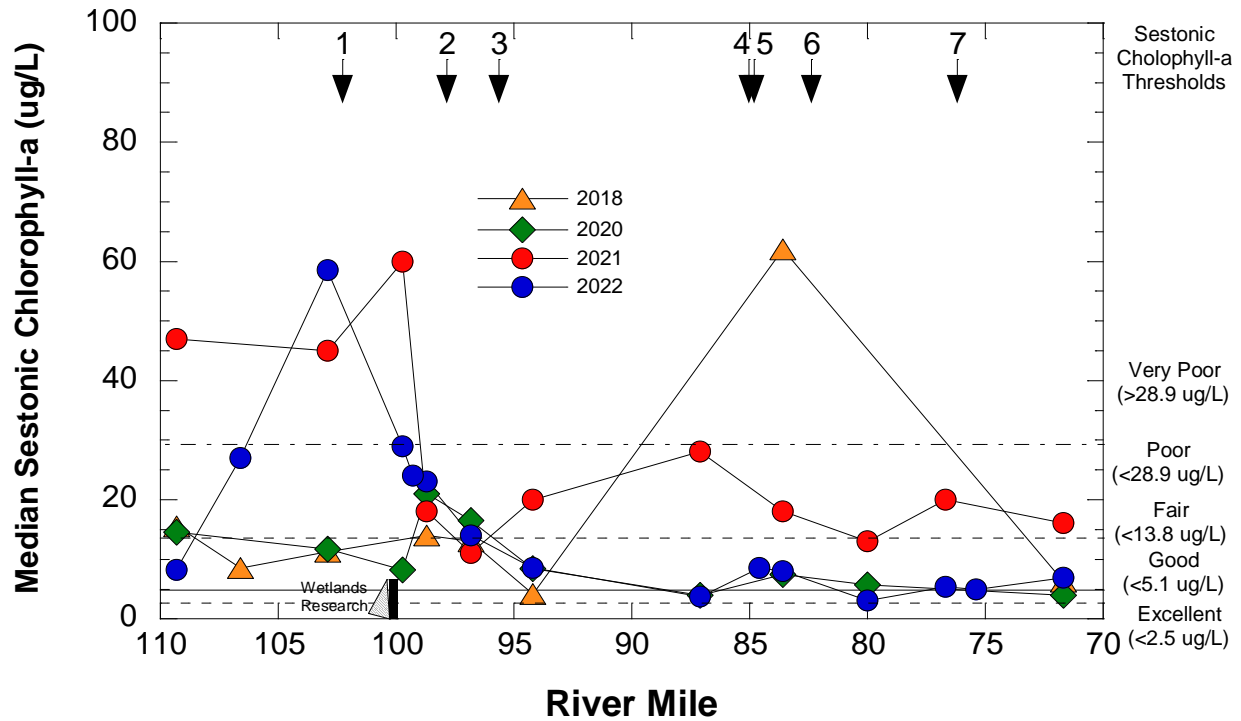 Median Sestonic Chlorophyll-a (ug/L)
100
80
60
40
20
0
1
2
3
4
5
6
7
2018
2020
2021
2022
Wetlands
Research
110
105
100
95
90
85
80
75
70
River Mile
Sestonic
Cholophyll-a
Thresholds
Very Poor
(>28.9 ug/L)
Poor
(<28.9 ug/L)
Fair
(<13.8 ug/L)
Good
(<5.1 ug/L)
Excellent
(<2.5 ug/L)